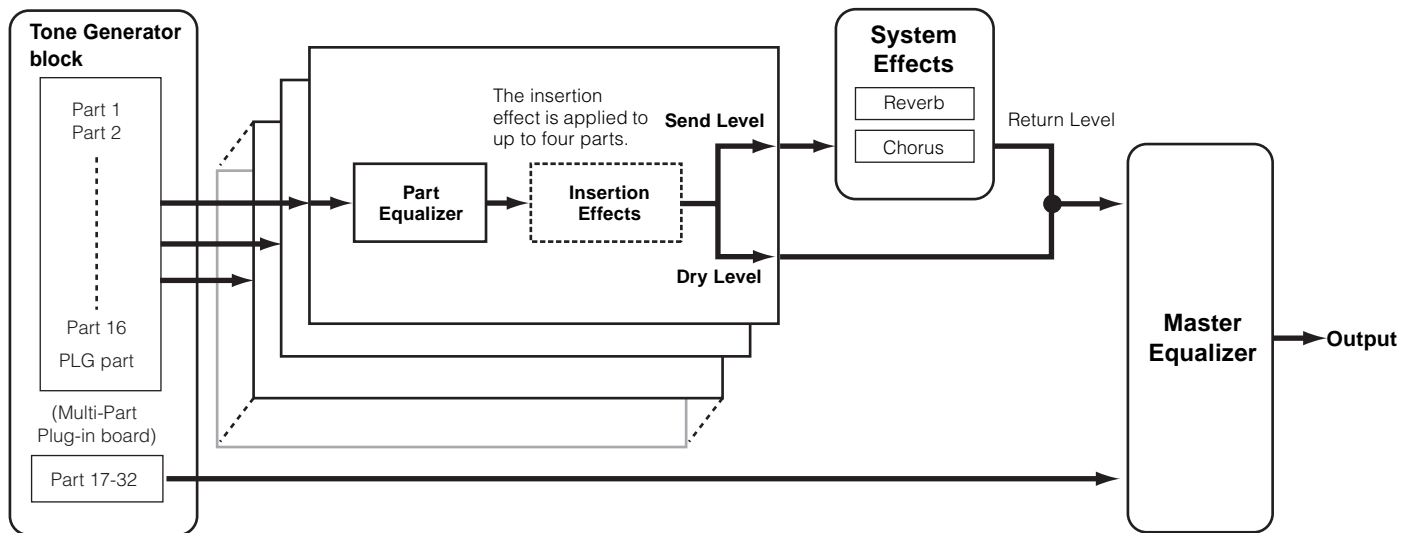 Tone Generator
block
Part 1
Part 2
Part 16
PLG part
(Multi-Part
Plug-in board)
Part 17-32
Part
Equalizer
The insertion
effect is applied to
up to four parts.
Insertion
Effects
Send Level
Dry Level
System
Effects
Reverb
Chorus
Return Level
Master
Equalizer
Output